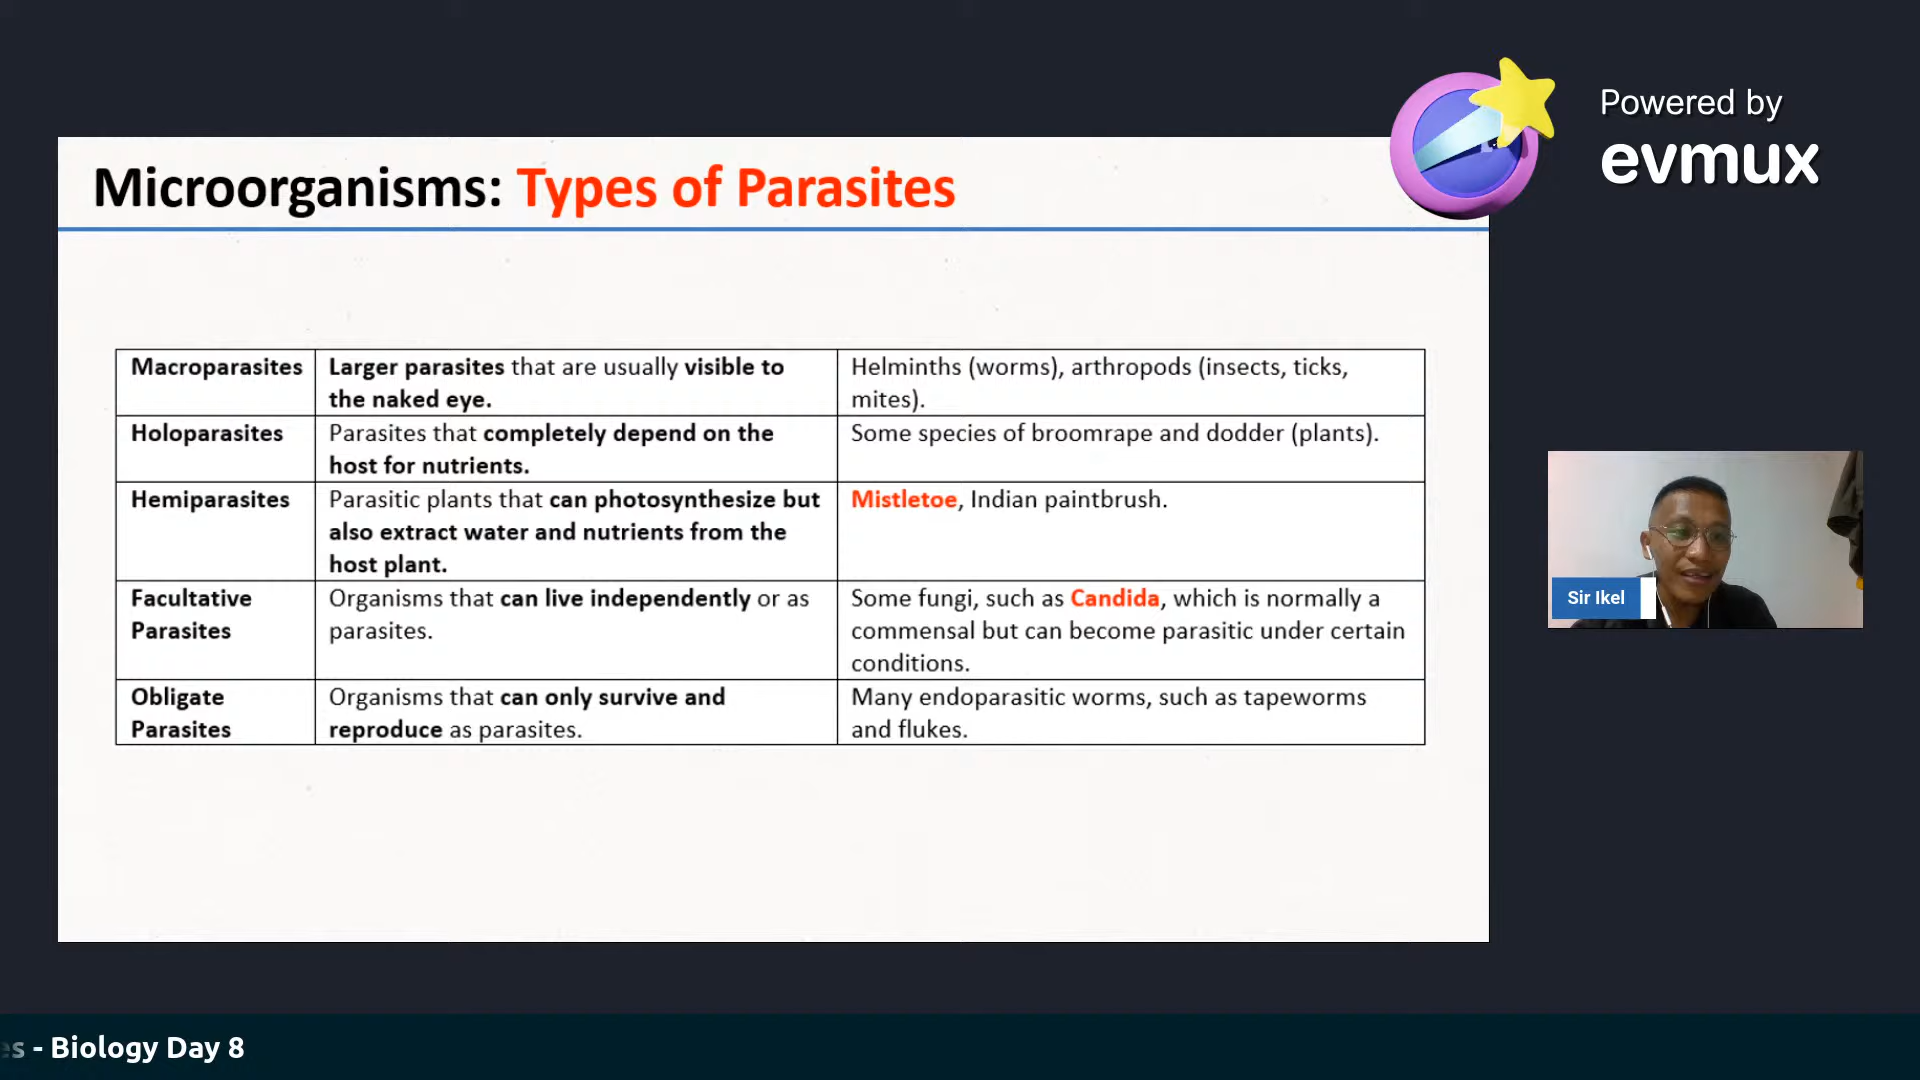 Powered by
evmux
Microorganisms: Types of Parasites
Macroparasites
Larger parasites that are usually visible to
the naked eye.
Helminths (worms), arthropods (insects, ticks,
mites).
Holoparasites
Parasites that completely depend on the
host for nutrients.
Some species of broomrape and dodder (plants).
Hemiparasites
Parasitic plants that can photosynthesize but
also extract water and nutrients from the
host plant.
Mistletoe, Indian paintbrush.
Facultative
Parasites
Organisms that can live independently or as
parasites.
Some fungi, such as Candida, which is normally a
commensal but can become parasitic under certain
conditions.
Obligate
Parasites
Organisms that can only survive and
reproduce as parasites.
Many endoparasitic worms, such as tapeworms
and flukes.
Sir Ikel
- Biology Day 8